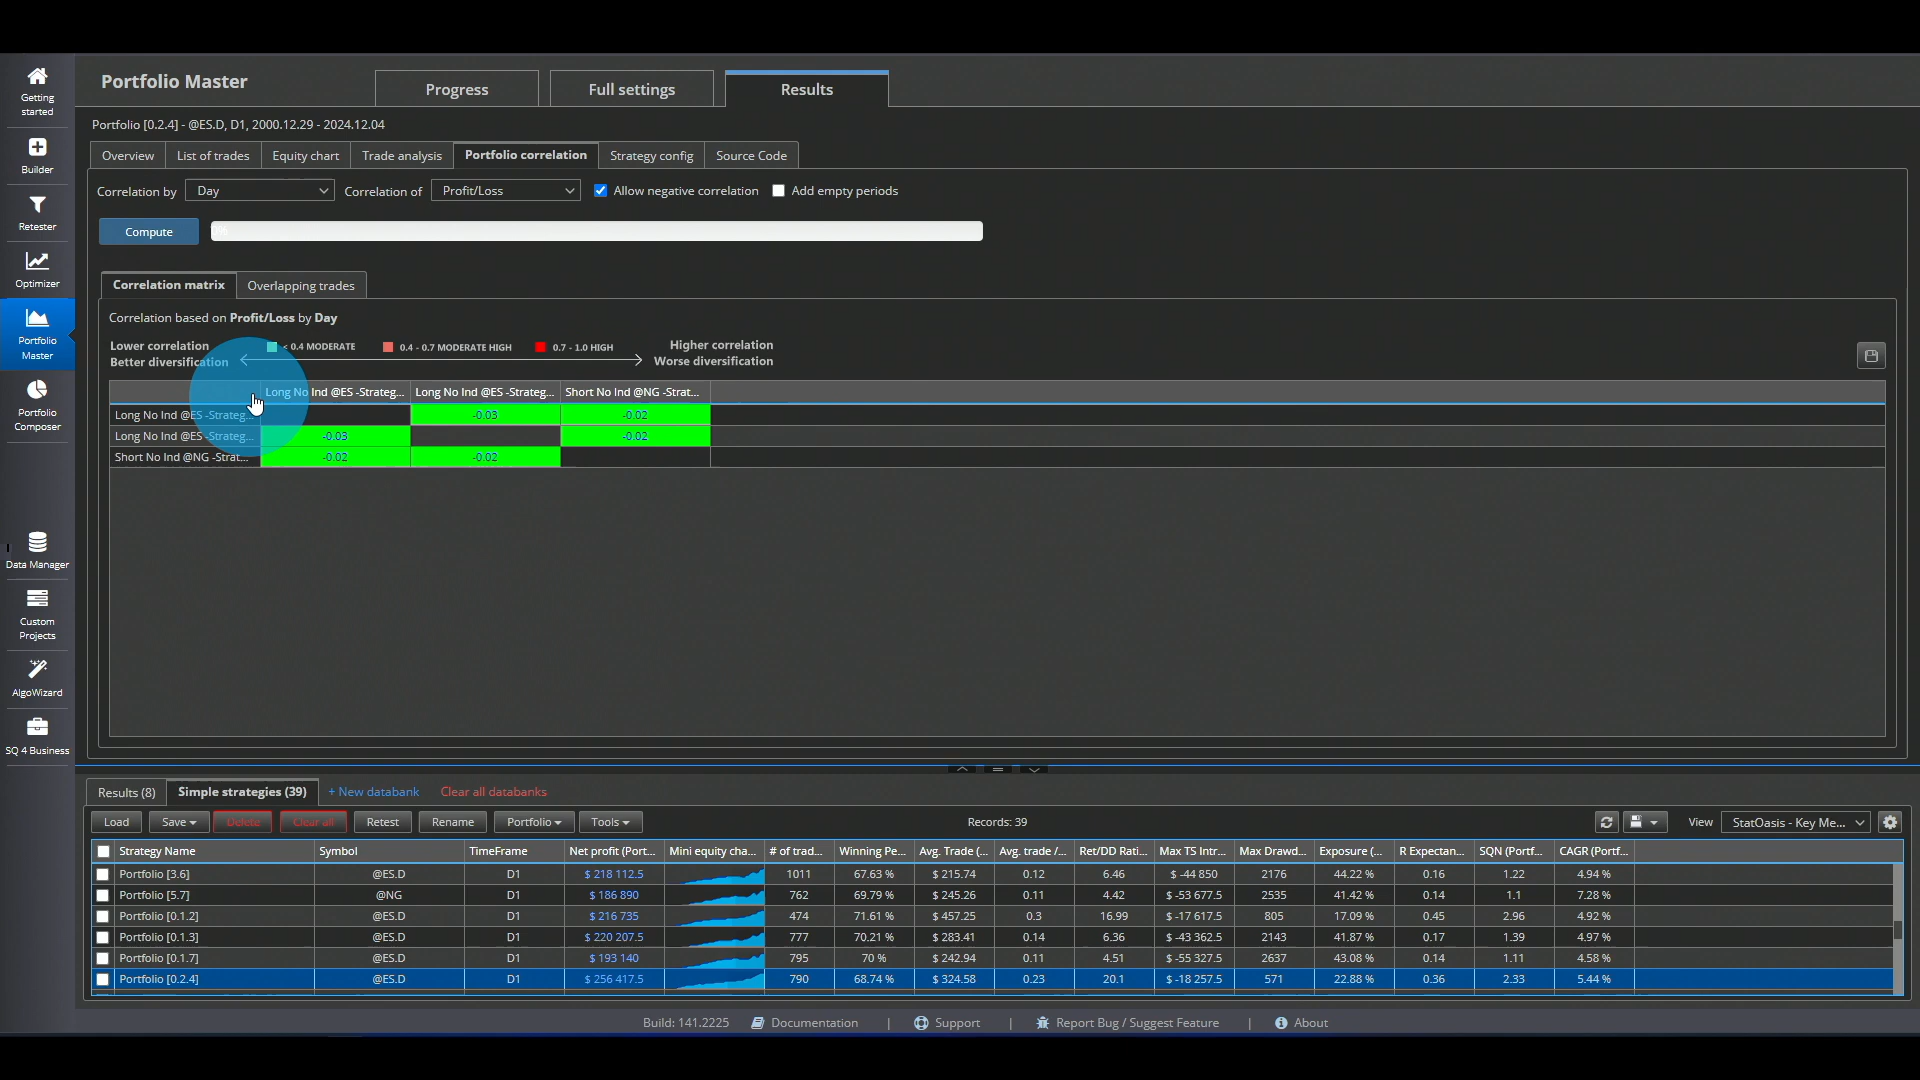 Portfolio Master
Progress
Full settings
Results
Portfolio [0.2.4] - @ES.D, D1, 2000.12.29 - 2024.12.04
Overview
List of trades
Equity chart
Trade analysis
Portfolio correlation
Strategy config
Source Code
Correlation by Day Correlation of Profit/Loss Allow negative correlation Add empty periods
Compute
Correlation matrix
Overlapping trades
Correlation based on Profit/Loss by Day
Lower correlation
Better diversification
< 0.4 MODERATE
0.4 - 0.7 MODERATE HIGH
0.7 - 1.0 HIGH
Higher correlation
Worse diversification
Long No Ind @ES -Strateg... Long No Ind @ES -Strateg... Short No Ind @NG -Strat...
Long No Ind @ES -Strateg... -0.03 -0.02
Long No Ind @ES -Strateg... -0.03 -0.02
Short No Ind @NG -Strat... -0.02 -0.02
Getting
started
Builder
Retester
Optimizer
Portfolio
Master
Portfolio
Composer
Data Manager
Custom
Projects
AlgoWizard
SQ 4 Business
Results (8)
Simple strategies (39)
+ New databank
Clear all databanks
Load
Save
Delete
Clear all
Retest
Rename
Portfolio
Tools
Records: 39
View StatOasis - Key Me...
Strategy Name Symbol TimeFrame Net profit (Port... Mini equity cha... # of trad... Winning Pe... Avg. Trade (... Avg. trade /... Ret/DD Rati... Max TS Intr... Max Drawd... Exposure (... R Expectan... SQN (Portf... CAGR (Portf...
Portfolio [3.6] @ES.D D1 $ 218 112.5 1011 67.63 % $ 215.74 0.12 6.46 $ -44 850 2176 44.22 % 0.16 1.22 4.94 %
Portfolio [5.7] @NG D1 $ 186 890 762 69.79 % $ 245.26 0.11 4.42 $ -53 677.5 2535 41.42 % 0.14 1.1 7.28 %
Portfolio [0.1.2] @ES.D D1 $ 216 735 474 71.61 % $ 457.25 0.3 16.99 $ -17 617.5 805 17.09 % 0.45 2.96 4.92 %
Portfolio [0.1.3] @ES.D D1 $ 220 207.5 777 70.21 % $ 283.41 0.14 6.36 $ -43 362.5 2143 41.87 % 0.17 1.39 4.97 %
Portfolio [0.1.7] @ES.D D1 $ 193 140 795 70 % $ 242.94 0.11 4.51 $ -55 327.5 2637 43.08 % 0.14 1.11 4.58 %
Portfolio [0.2.4] @ES.D D1 $ 256 417.5 790 68.74 % $ 324.58 0.23 20.1 $ -18 257.5 571 22.88 % 0.36 2.33 5.44 %
Build: 141.2225 Documentation | Support | Report Bug / Suggest Feature | About